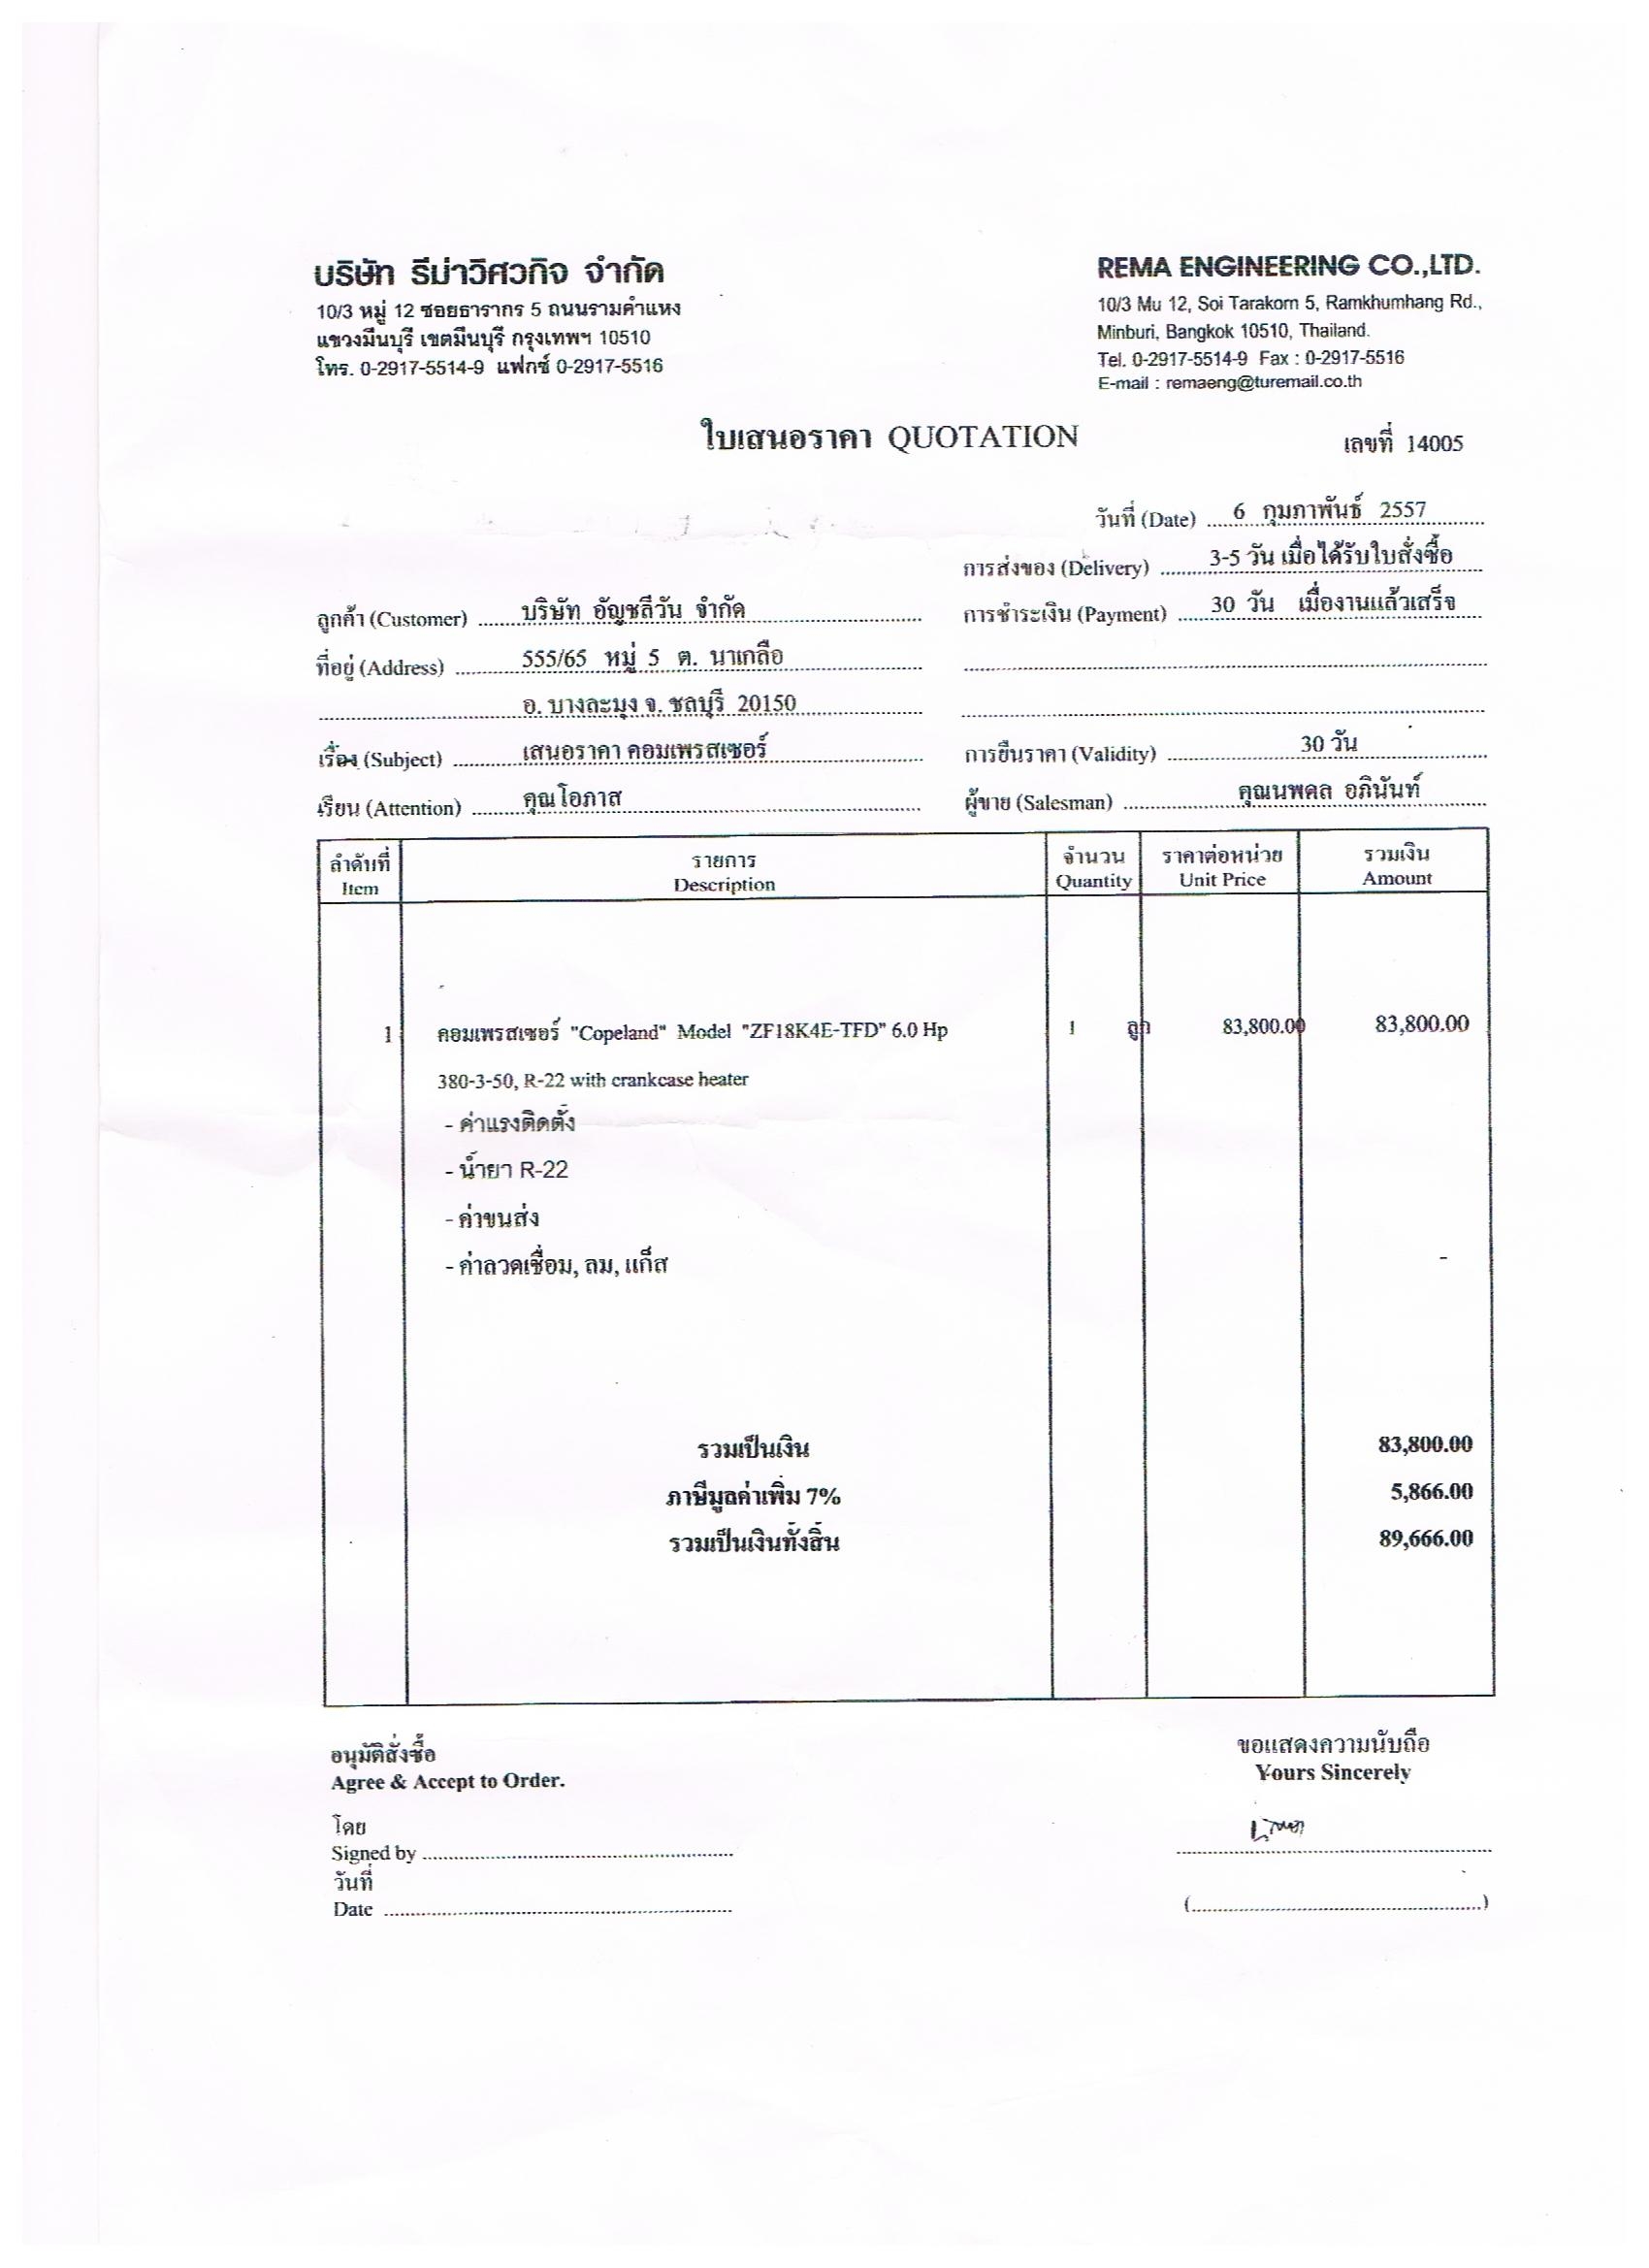 บริษัท รีม่าวิศวกิจ จำกัด
10/3 หมู่ 12 ซอยธารากร 5 ถนนรามคำแหง
แขวงมีนบุรี เขตมีนบุรี กรุงเทพฯ 10510
โทร. 0-2917-5514-9 แฟกซ์ 0-2917-5516
REMA ENGINEERING CO.,LTD.
10/3 Mu 12, Soi Tarakorn 5, Ramkhumhang Rd.,
Minburi, Bangkok 10510, Thailand.
Tel. 0-2917-5514-9 Fax : 0-2917-5516
E-mail : remaeng@turemail.co.th
ใบเสนอราคา QUOTATION
เลขที่ 14005
วันที่ (Date) 6 กุมภาพันธ์ 2557
การส่งของ (Delivery) 3-5 วัน เมื่อได้รับใบสั่งซื้อ
ลูกค้า (Customer) บริษัท อัญชลีวัน จำกัด
การชำระเงิน (Payment) 30 วัน เมื่องานแล้วเสร็จ
ที่อยู่ (Address) 555/65 หมู่ 5 ต. นาเกลือ
อ. บางละมุง จ. ชลบุรี 20150
เรื่อง (Subject) เสนอราคา คอมเพรสเซอร์
การยืนราคา (Validity) 30 วัน
เรียน (Attention) คุณโอภาส
ผู้ขาย (Salesman) คุณนพดล อภินันท์
ลำดับที่ รายการ จำนวน ราคาต่อหน่วย รวมเงิน
Item Description Quantity Unit Price Amount
1 คอมเพรสเซอร์ "Copeland" Model "ZF18K4E-TFD" 6.0 Hp 1 ลูก 83,800.00 83,800.00
380-3-50, R-22 with crankcase heater
- ค่าแรงติดตั้ง
- น้ำยา R-22
- ค่าขนส่ง
- ค่าลวดเชื่อม, ลม, แก็ส -
รวมเป็นเงิน 83,800.00
ภาษีมูลค่าเพิ่ม 7% 5,866.00
รวมเป็นเงินทั้งสิ้น 89,666.00
อนุมัติสั่งซื้อ
Agree & Accept to Order.
โดย
Signed by
วันที่
Date
ขอแสดงความนับถือ
Yours Sincerely